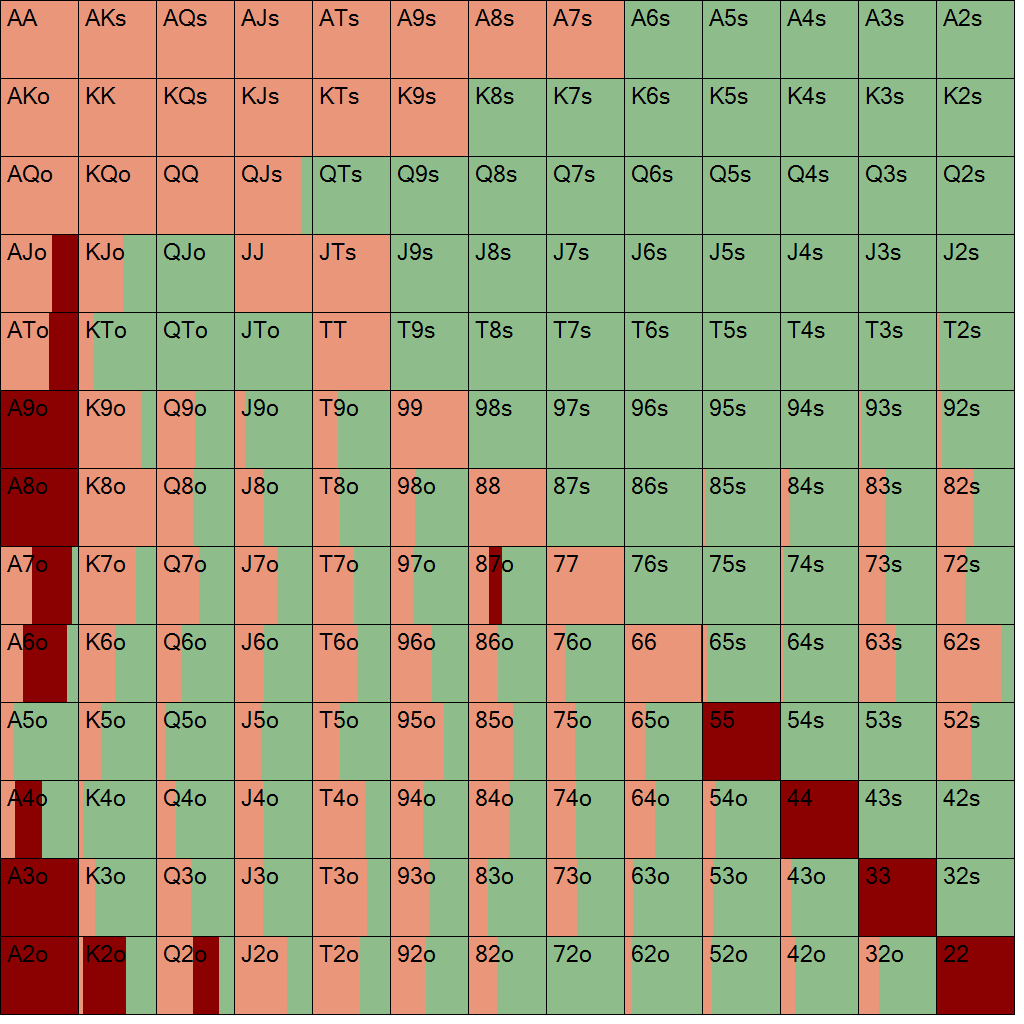 AA AKs AQs AJs ATs A9s A8s A7s A6s A5s A4s A3s A2s
AKo KK KQs KJs KTs K9s K8s K7s K6s K5s K4s K3s K2s
AQo KQo QQ QJs QTs Q9s Q8s Q7s Q6s Q5s Q4s Q3s Q2s
AJo KJo QJo JJ JTs J9s J8s J7s J6s J5s J4s J3s J2s
ATo KTo QTo JTo TT T9s T8s T7s T6s T5s T4s T3s T2s
A9o K9o Q9o J9o T9o 99 98s 97s 96s 95s 94s 93s 92s
A8o K8o Q8o J8o T8o 98o 88 87s 86s 85s 84s 83s 82s
A7o K7o Q7o J7o T7o 97o 87o 77 76s 75s 74s 73s 72s
A6o K6o Q6o J6o T6o 96o 86o 76o 66 65s 64s 63s 62s
A5o K5o Q5o J5o T5o 95o 85o 75o 65o 55 54s 53s 52s
A4o K4o Q4o J4o T4o 94o 84o 74o 64o 54o 44 43s 42s
A3o K3o Q3o J3o T3o 93o 83o 73o 63o 53o 43o 33 32s
A2o K2o Q2o J2o T2o 92o 82o 72o 62o 52o 42o 32o 22